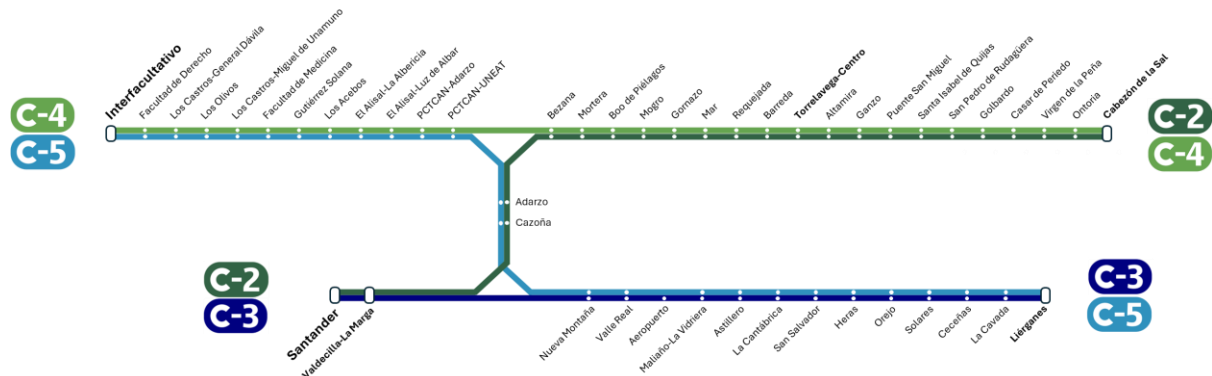 C-4
C-5
Interfacultativo
Facultad de Derecho
Los Castros-General Dávila
Los Olivos
Los Castros-Miguel de Unamuno
Facultad de Medicina
Gutiérrez Solana
Los Acebos
El Alisal-La Albericia
El Alisal-Luz de Albar
PCTCAN-Adarzo
PCTCAN-UNEAT
Bezana
Mortera
Boo de Piélagos
Mogro
Gornazo
Mar
Requejada
Barreda
Torrelavega-Centro
Altamira
Ganzo
Puente San Miguel
Santa Isabel de Quijas
San Pedro de Rudagüera
Golbardo
Casar de Periedo
Virgen de la Peña
Ontoria
Cabezón de la Sal
C-2
C-4
Adarzo
Cazoña
C-2
C-3
Santander
Valdecilla-La Marga
Nueva Montaña
Valle Real
Aeropuerto
Maliaño-La Vidriera
Astillero
La Cantábrica
San Salvador
Heras
Orejo
Solares
Ceceñas
La Cavada
Liérganes
C-3
C-5